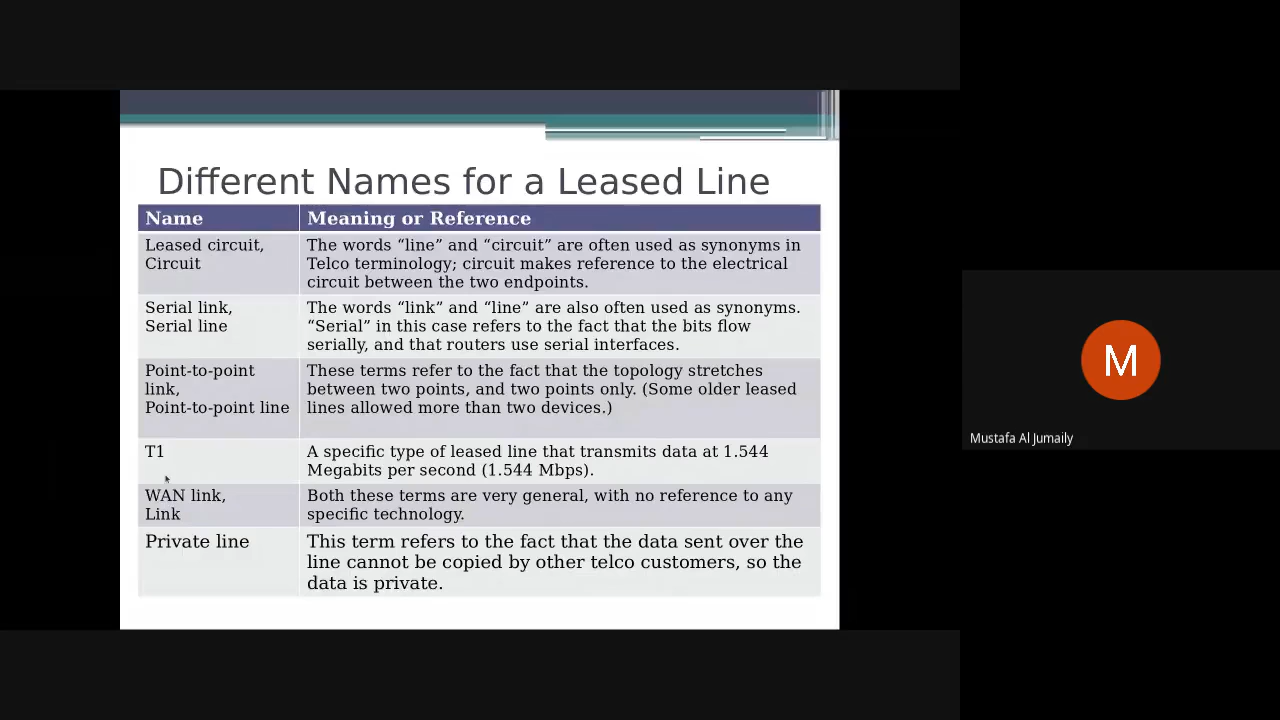 Different Names for a Leased Line
Name
Meaning or Reference
Leased circuit,
Circuit
The words “line” and “circuit” are often used as synonyms in
Telco terminology; circuit makes reference to the electrical
circuit between the two endpoints.
Serial link,
Serial line
The words “link” and “line” are also often used as synonyms.
“Serial” in this case refers to the fact that the bits flow
serially, and that routers use serial interfaces.
Point-to-point
link,
Point-to-point line
These terms refer to the fact that the topology stretches
between two points, and two points only. (Some older leased
lines allowed more than two devices.)
T1
A specific type of leased line that transmits data at 1.544
Megabits per second (1.544 Mbps).
WAN link,
Link
Both these terms are very general, with no reference to any
specific technology.
Private line
This term refers to the fact that the data sent over the
line cannot be copied by other telco customers, so the
data is private.
M
Mustafa Al Jumaily